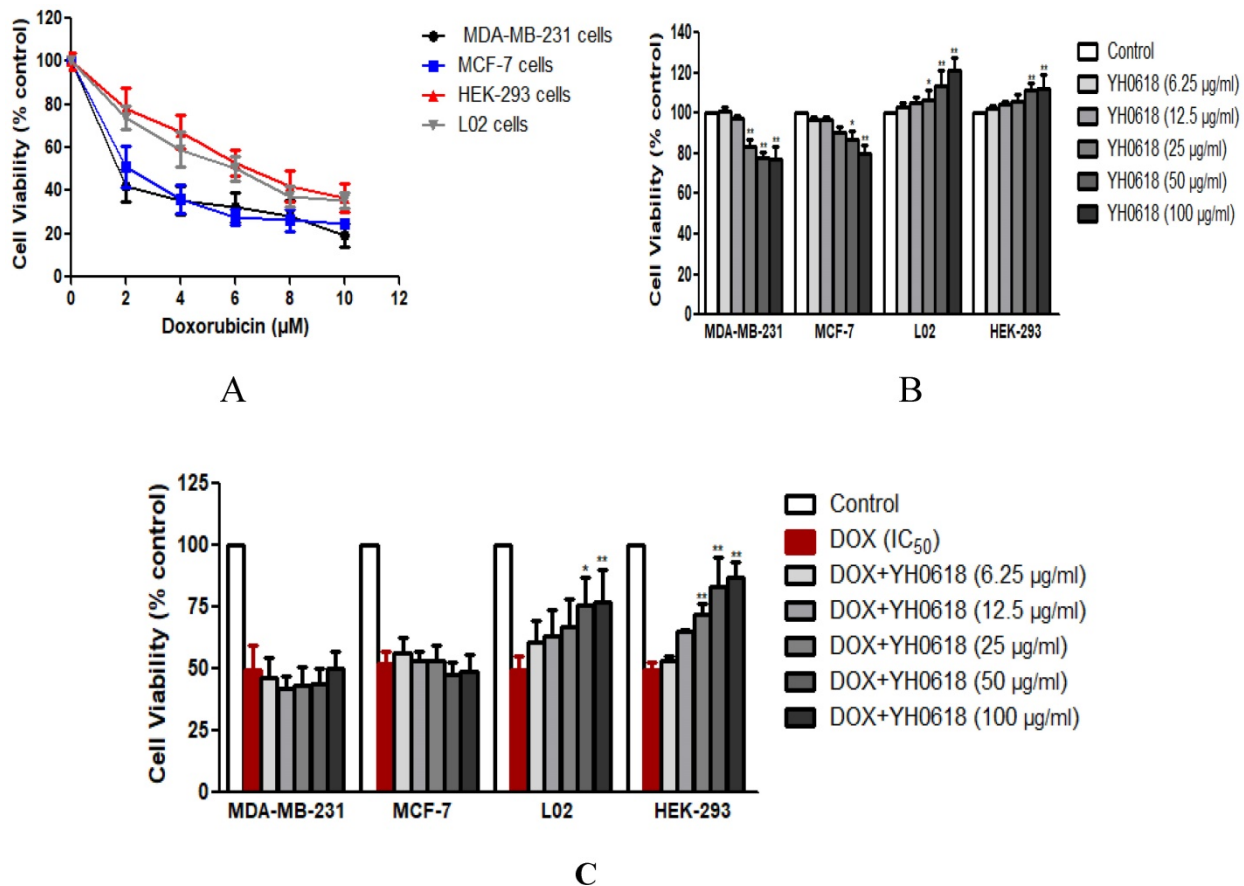 120
100
80
60
40
20
0
Cell Viability (% control)
0 2 4 6 8 10 12
Doxorubicin (µM)
MDA-MB-231 cells
MCF-7 cells
HEK-293 cells
L02 cells
A
140
120
100
80
60
40
20
0
Cell Viability (% control)
** ** **
* **
* ** **
** **
MDA-MB-231 MCF-7 L02 HEK-293
Control
YH0618 (6.25 µg/ml)
YH0618 (12.5 µg/ml)
YH0618 (25 µg/ml)
YH0618 (50 µg/ml)
YH0618 (100 µg/ml)
B
125
100
75
50
25
0
Cell Viability (% control)
* **
** ** **
MDA-MB-231 MCF-7 L02 HEK-293
Control
DOX (IC50)
DOX+YH0618 (6.25 µg/ml)
DOX+YH0618 (12.5 µg/ml)
DOX+YH0618 (25 µg/ml)
DOX+YH0618 (50 µg/ml)
DOX+YH0618 (100 µg/ml)
C